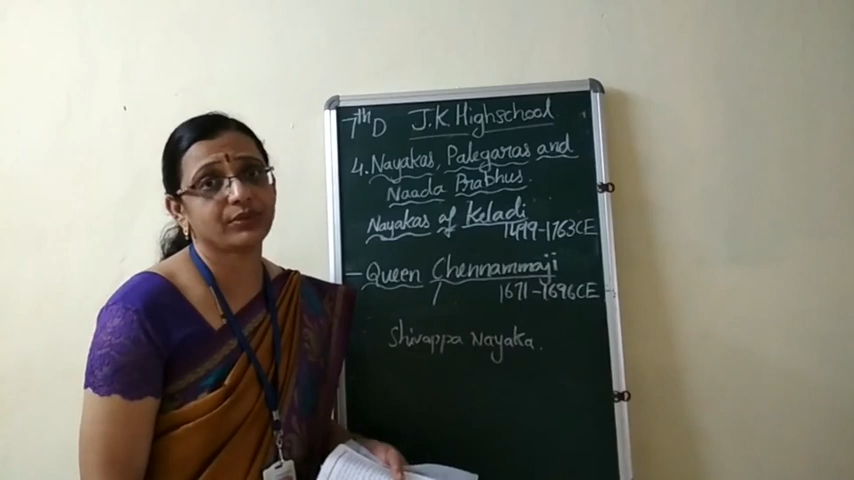 7th D J.K Highschool
4. Nayakas, Palegaras and
Naada Prabhus.
Nayakas of Keladi
1499-1763CE
- Queen Chennammaji
1671-1696CE
Shivappa Nayaka.